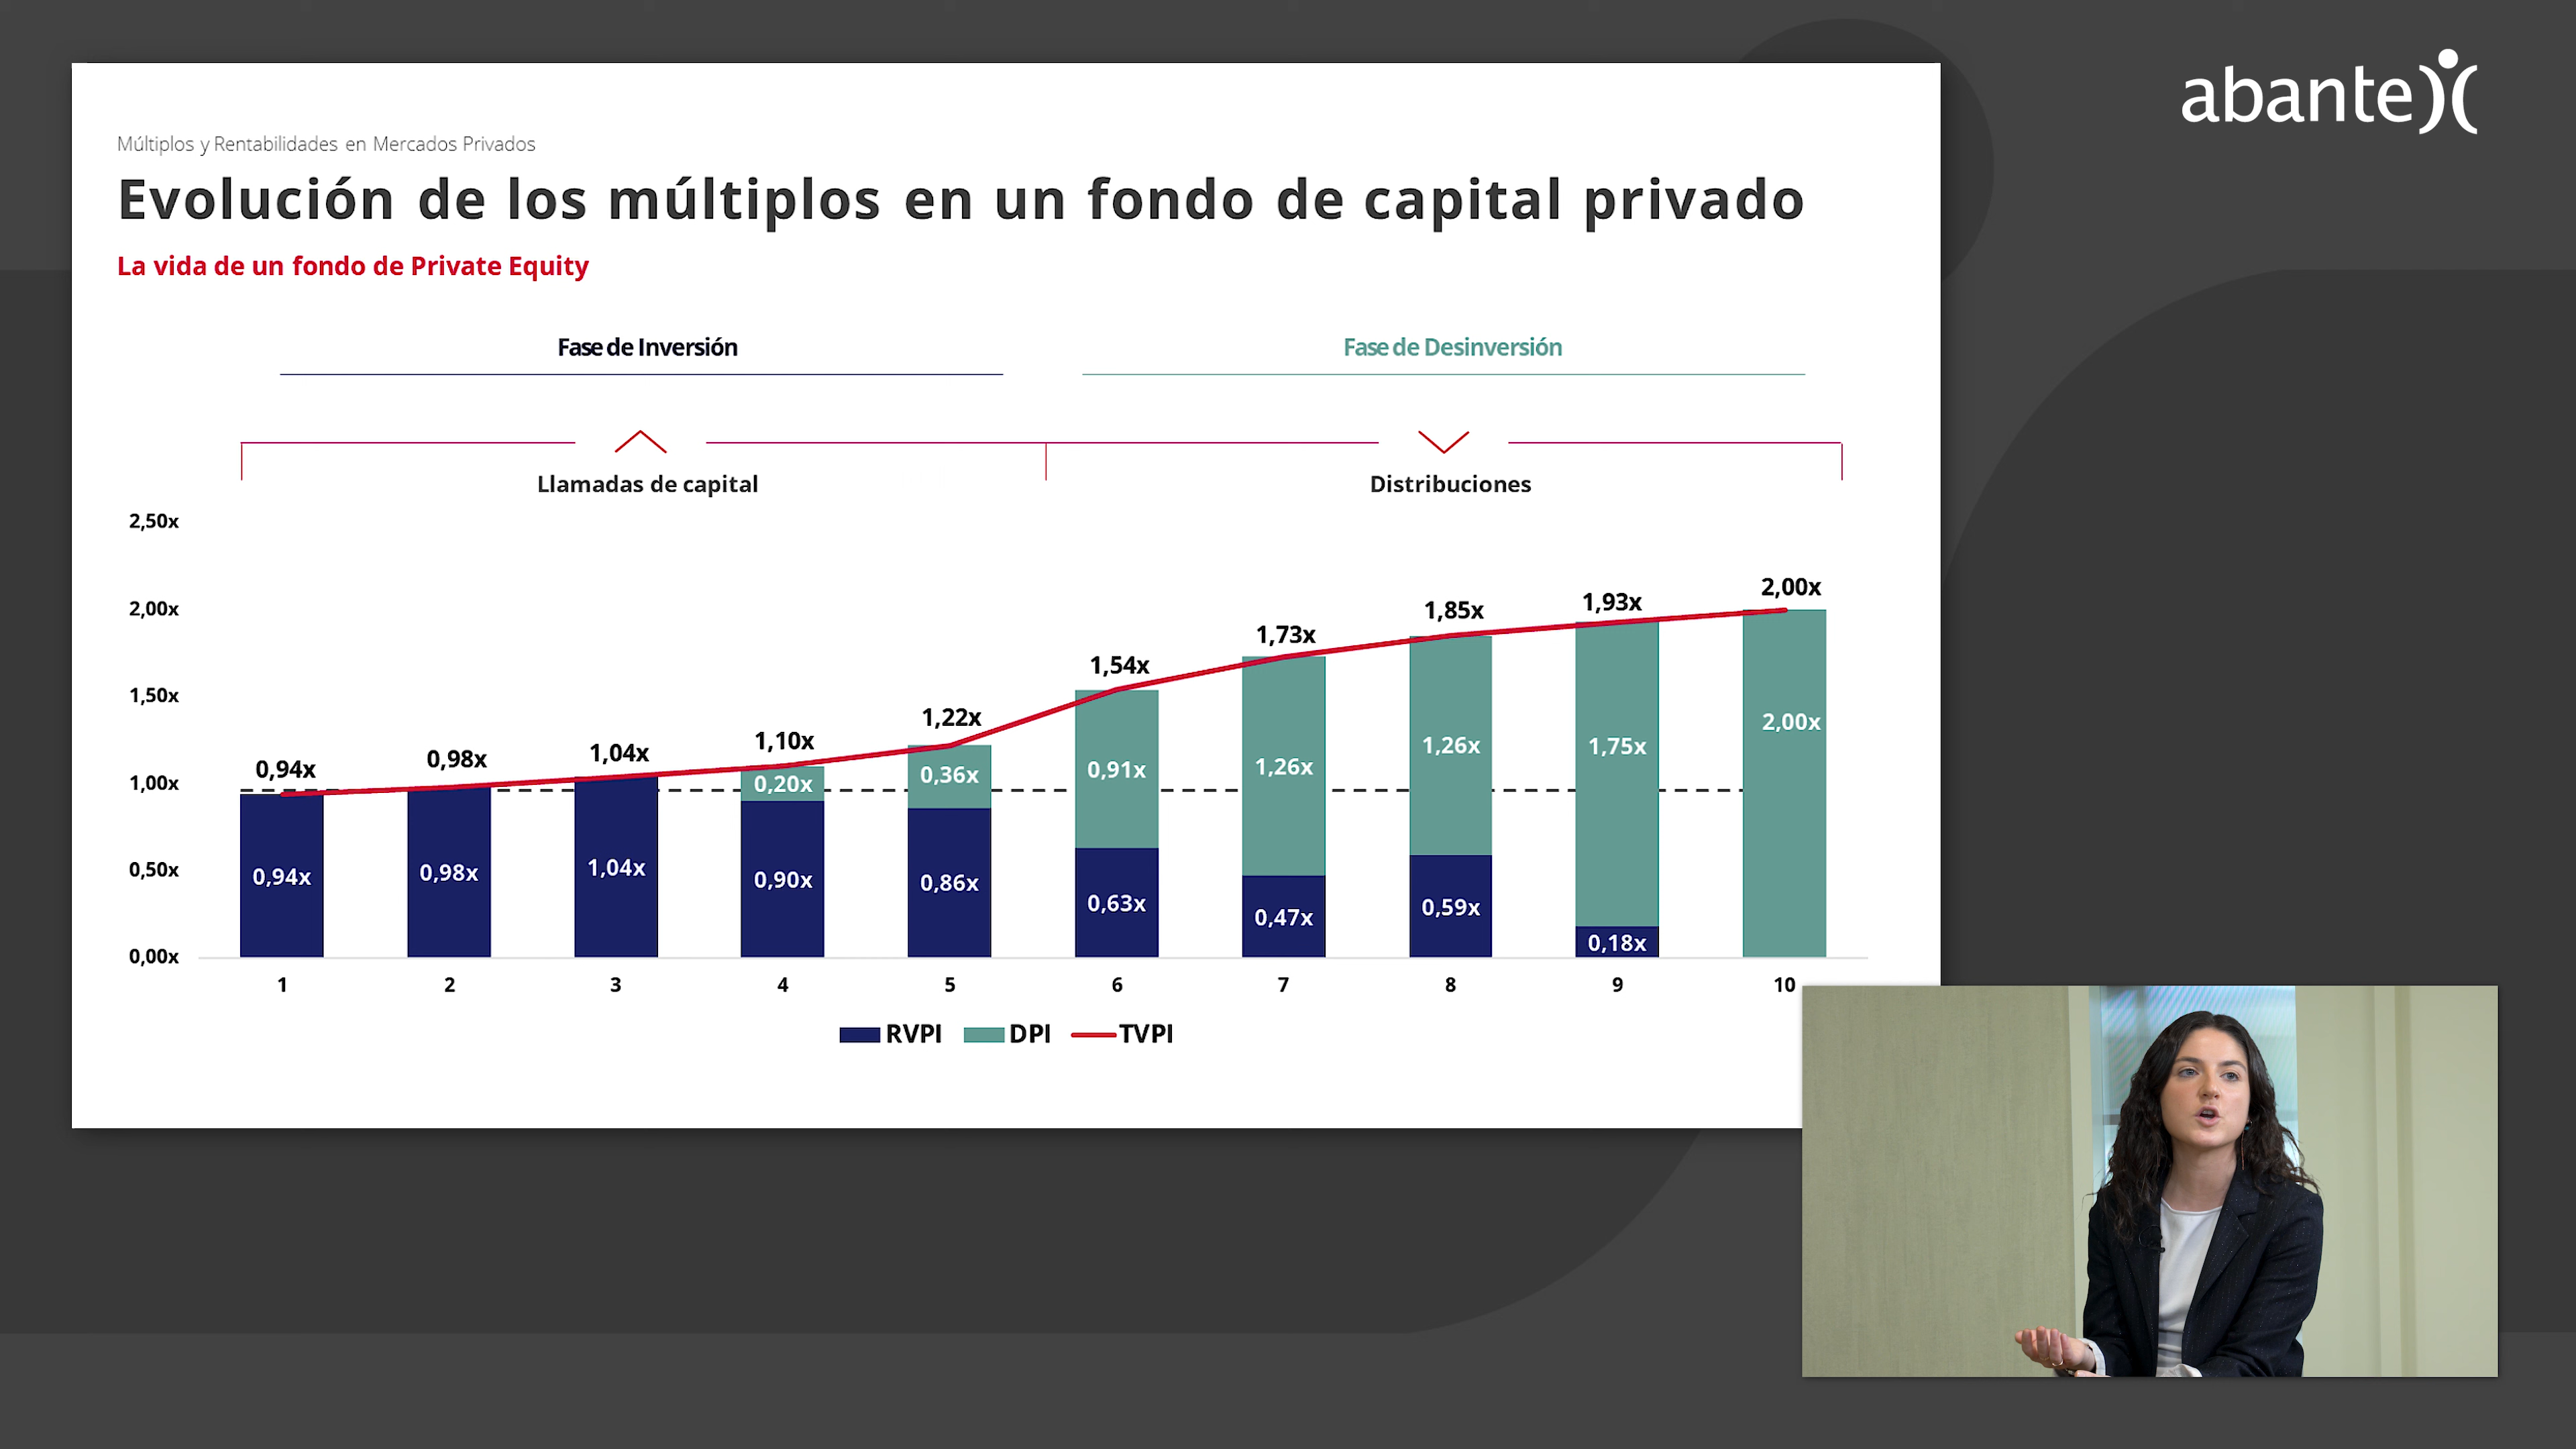 abante
Múltiplos y Rentabilidades en Mercados Privados
Evolución de los múltiplos en un fondo de capital privado
La vida de un fondo de Private Equity
Fase de Inversión
Fase de Desinversión
Llamadas de capital
Distribuciones
2,50x
2,00x
1,50x
1,00x
0,50x
0,00x
0,94x
0,98x
1,04x
1,10x
1,22x
1,54x
1,73x
1,85x
1,93x
2,00x
0,20x
0,36x
0,91x
1,26x
1,26x
1,75x
2,00x
0,94x
0,98x
1,04x
0,90x
0,86x
0,63x
0,47x
0,59x
0,18x
1 2 3 4 5 6 7 8 9 10
RVPI DPI TVPI